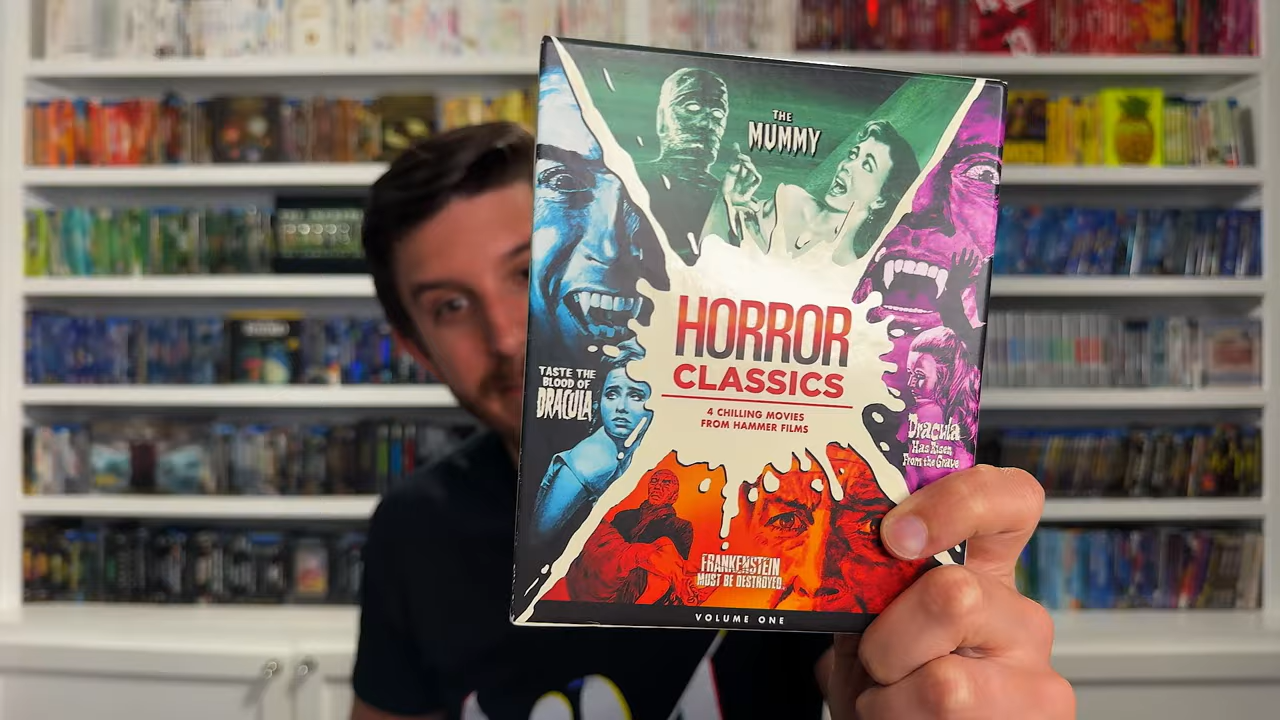 THE
MUMMY
HORROR
CLASSICS
4 CHILLING MOVIES
FROM HAMMER FILMS
TASTE THE
BLOOD OF
DRACULA
Dracula
Has Risen
From the Grave
FRANKENSTEIN
MUST BE DESTROYED
VOLUME ONE